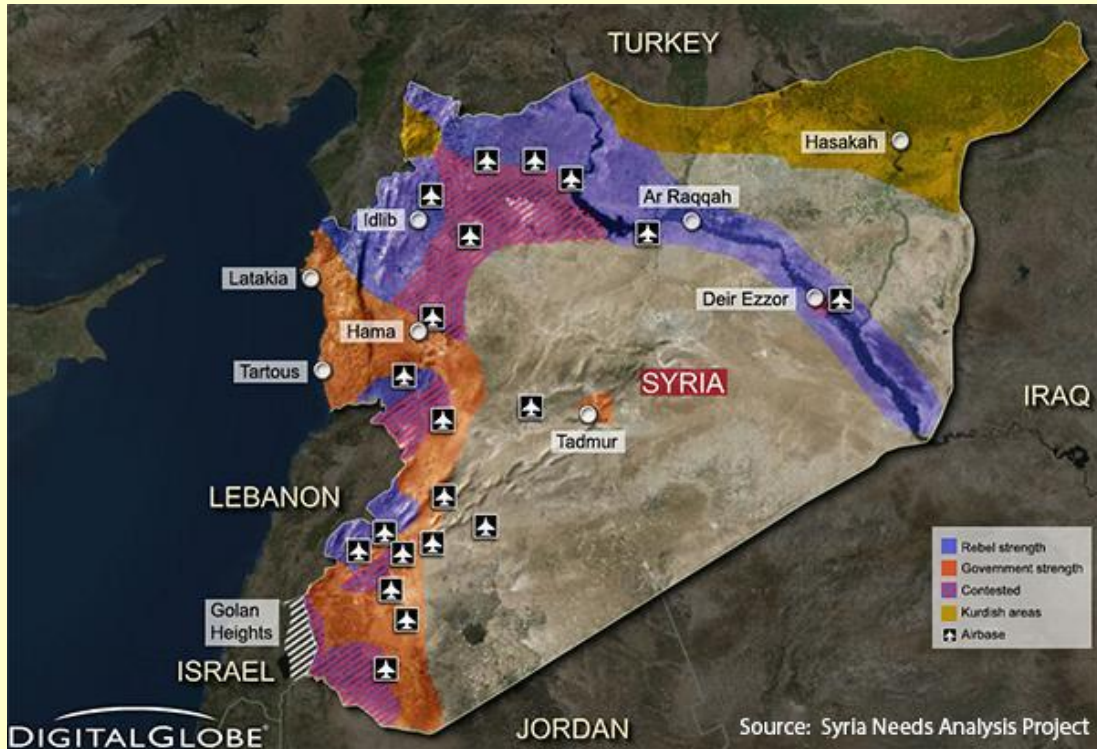 TURKEY
Hasakah
Ar Raqqah
Idlib
Latakia
Deir Ezzor
Hama
Tartous
SYRIA
IRAQ
Tadmur
LEBANON
Rebel strength
Government strength
Contested
Kurdish areas
Airbase
Golan
Heights
ISRAEL
JORDAN
DIGITALGLOBE®
Source: Syria Needs Analysis Project